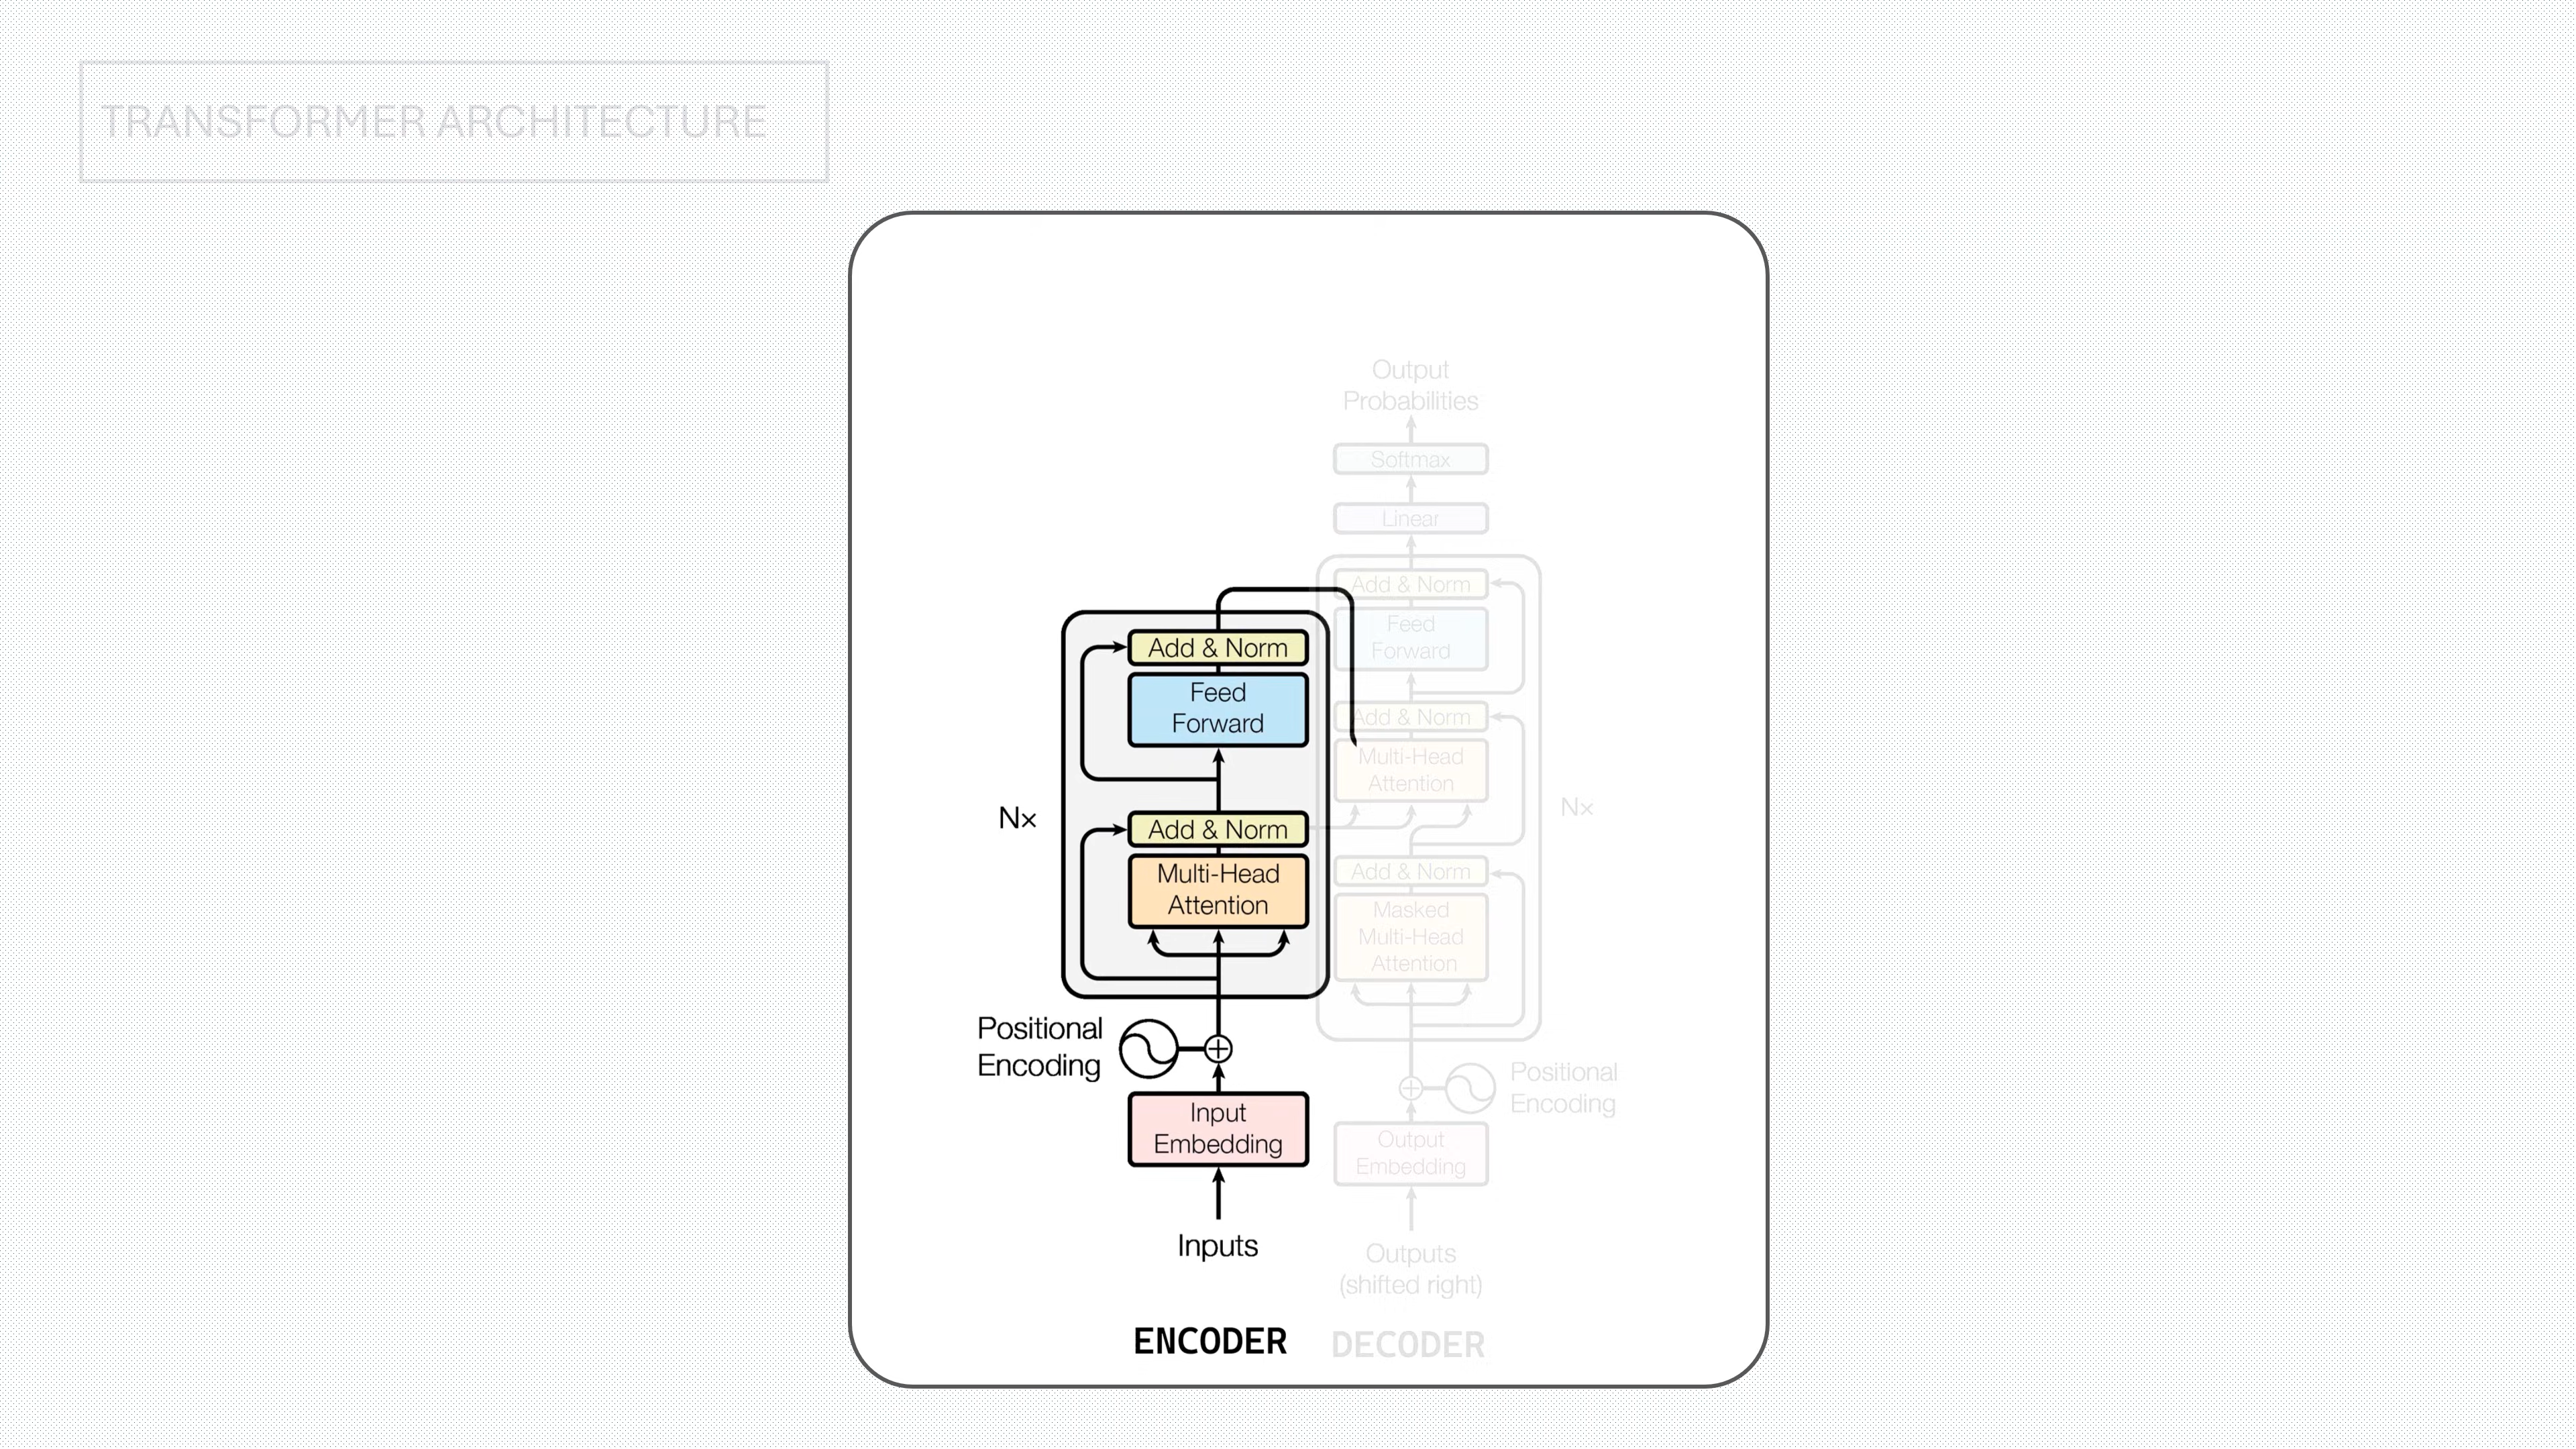 TRANSFORMER ARCHITECTURE
Add & Norm
Feed
Forward
Nx
Add & Norm
Multi-Head
Attention
Positional
Encoding
Input
Embedding
Inputs
ENCODER
Output
Probabilities
Softmax
Linear
Add & Norm
Feed
Forward
Add & Norm
Multi-Head
Attention
Nx
Add & Norm
Masked
Multi-Head
Attention
Positional
Encoding
Output
Embedding
Outputs
(shifted right)
DECODER